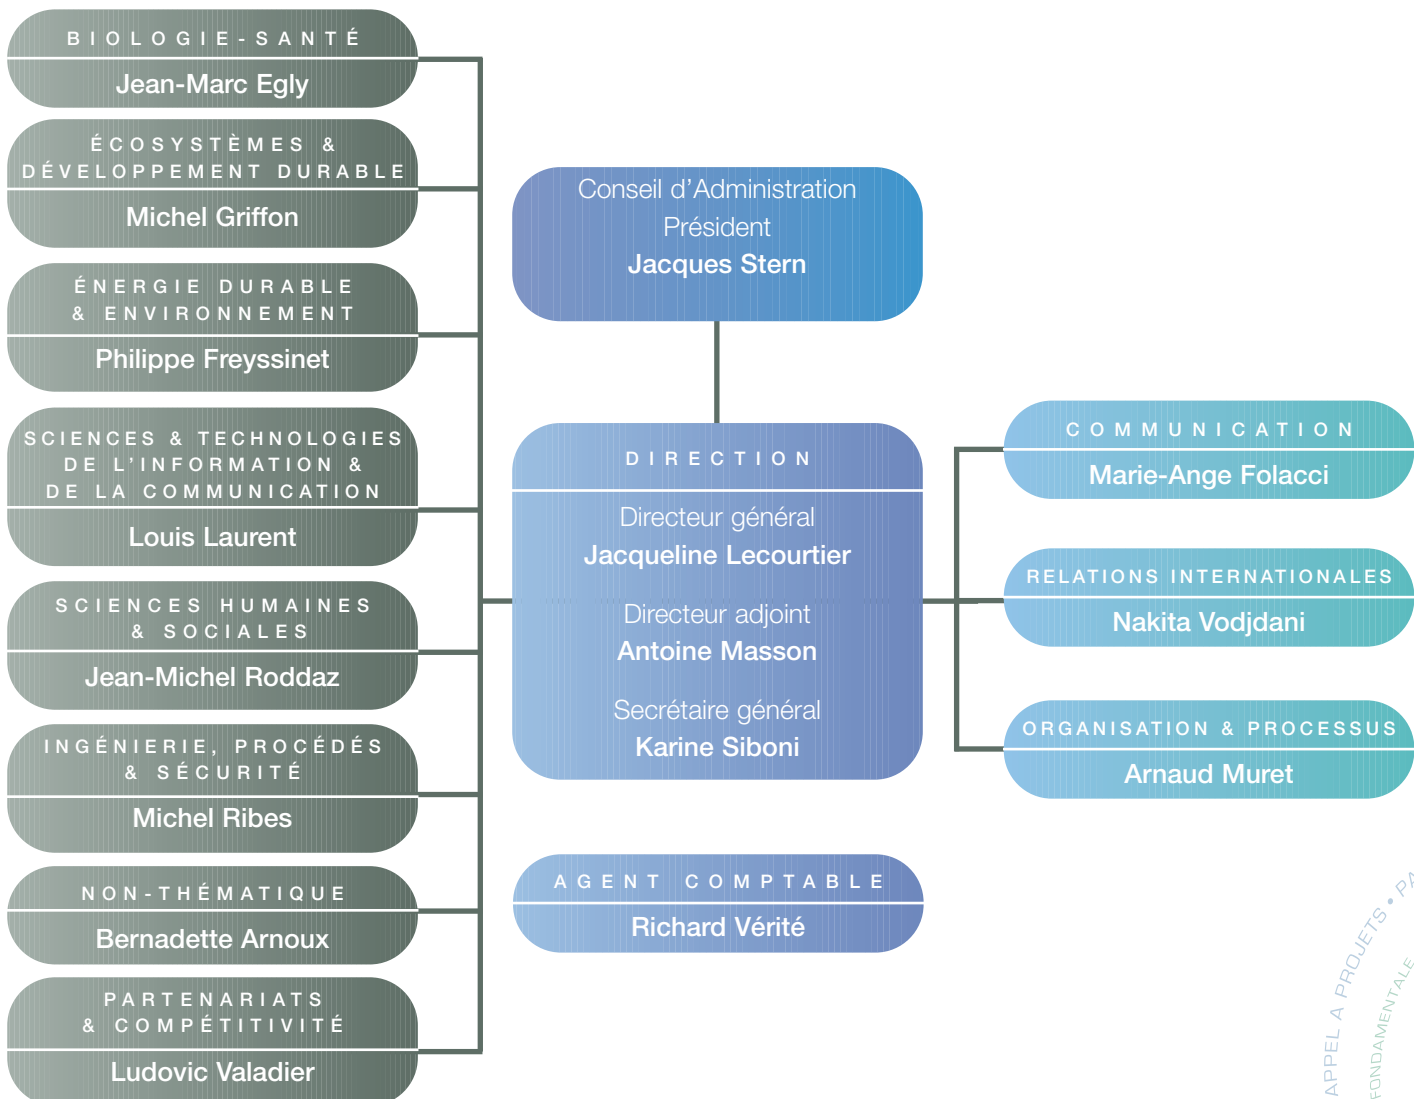 BIOLOGIE-SANTÉ
Jean-Marc Egly
ÉCOSYSTÈMES &
DÉVELOPPEMENT DURABLE
Michel Griffon
ÉNERGIE DURABLE
& ENVIRONNEMENT
Philippe Freyssinet
SCIENCES & TECHNOLOGIES
DE L'INFORMATION &
DE LA COMMUNICATION
Louis Laurent
SCIENCES HUMAINES
& SOCIALES
Jean-Michel Roddaz
INGÉNIERIE, PROCÉDÉS
& SÉCURITÉ
Michel Ribes
NON-THÉMATIQUE
Bernadette Arnoux
PARTENARIATS
& COMPÉTITIVITÉ
Ludovic Valadier
Conseil d'Administration
Président
Jacques Stern
DIRECTION
Directeur général
Jacqueline Lecourtier
Directeur adjoint
Antoine Masson
Secrétaire général
Karine Siboni
AGENT COMPTABLE
Richard Vérité
COMMUNICATION
Marie-Ange Folacci
RELATIONS INTERNATIONALES
Nakita Vodjdani
ORGANISATION & PROCESSUS
Arnaud Muret
APPEL A PROJETS • PA
FONDAMENTALE